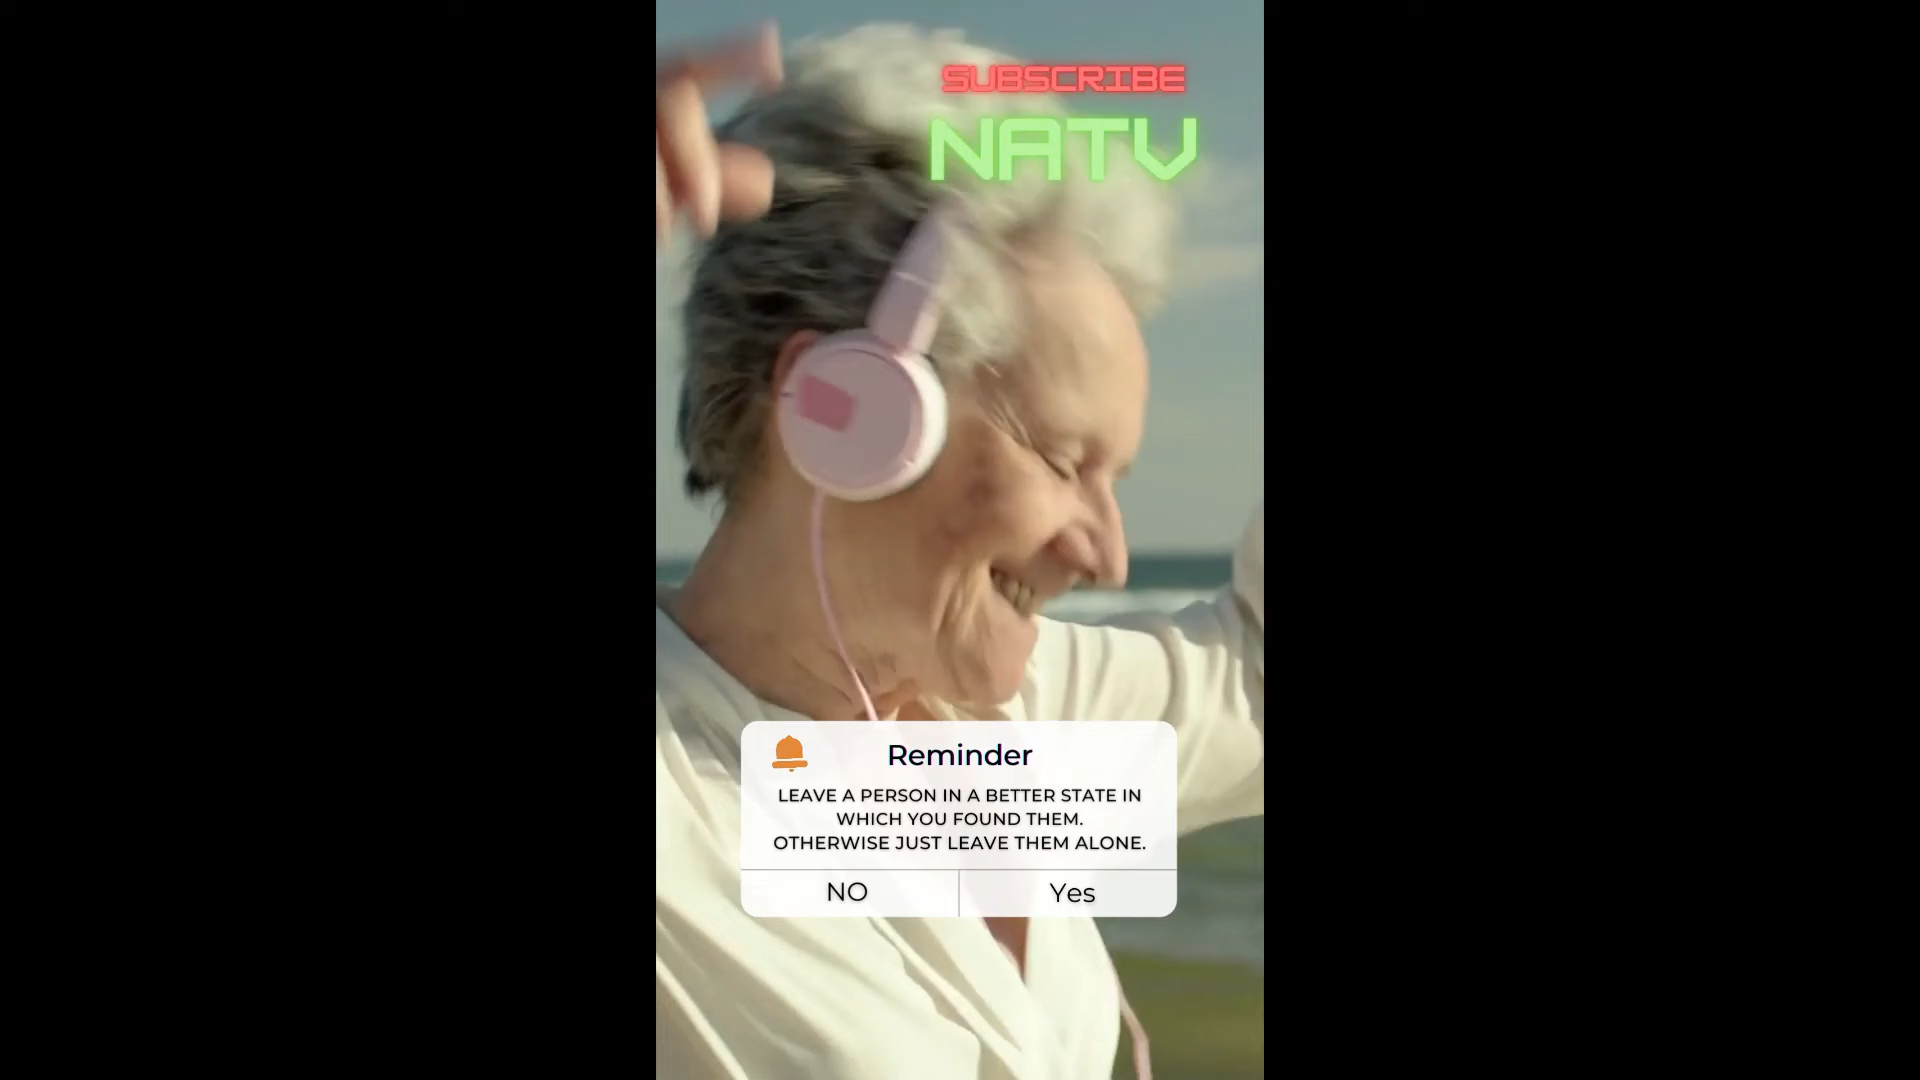 SUBSCRIBE
NATV
Reminder
LEAVE A PERSON IN A BETTER STATE IN
WHICH YOU FOUND THEM.
OTHERWISE JUST LEAVE THEM ALONE.
NO
Yes